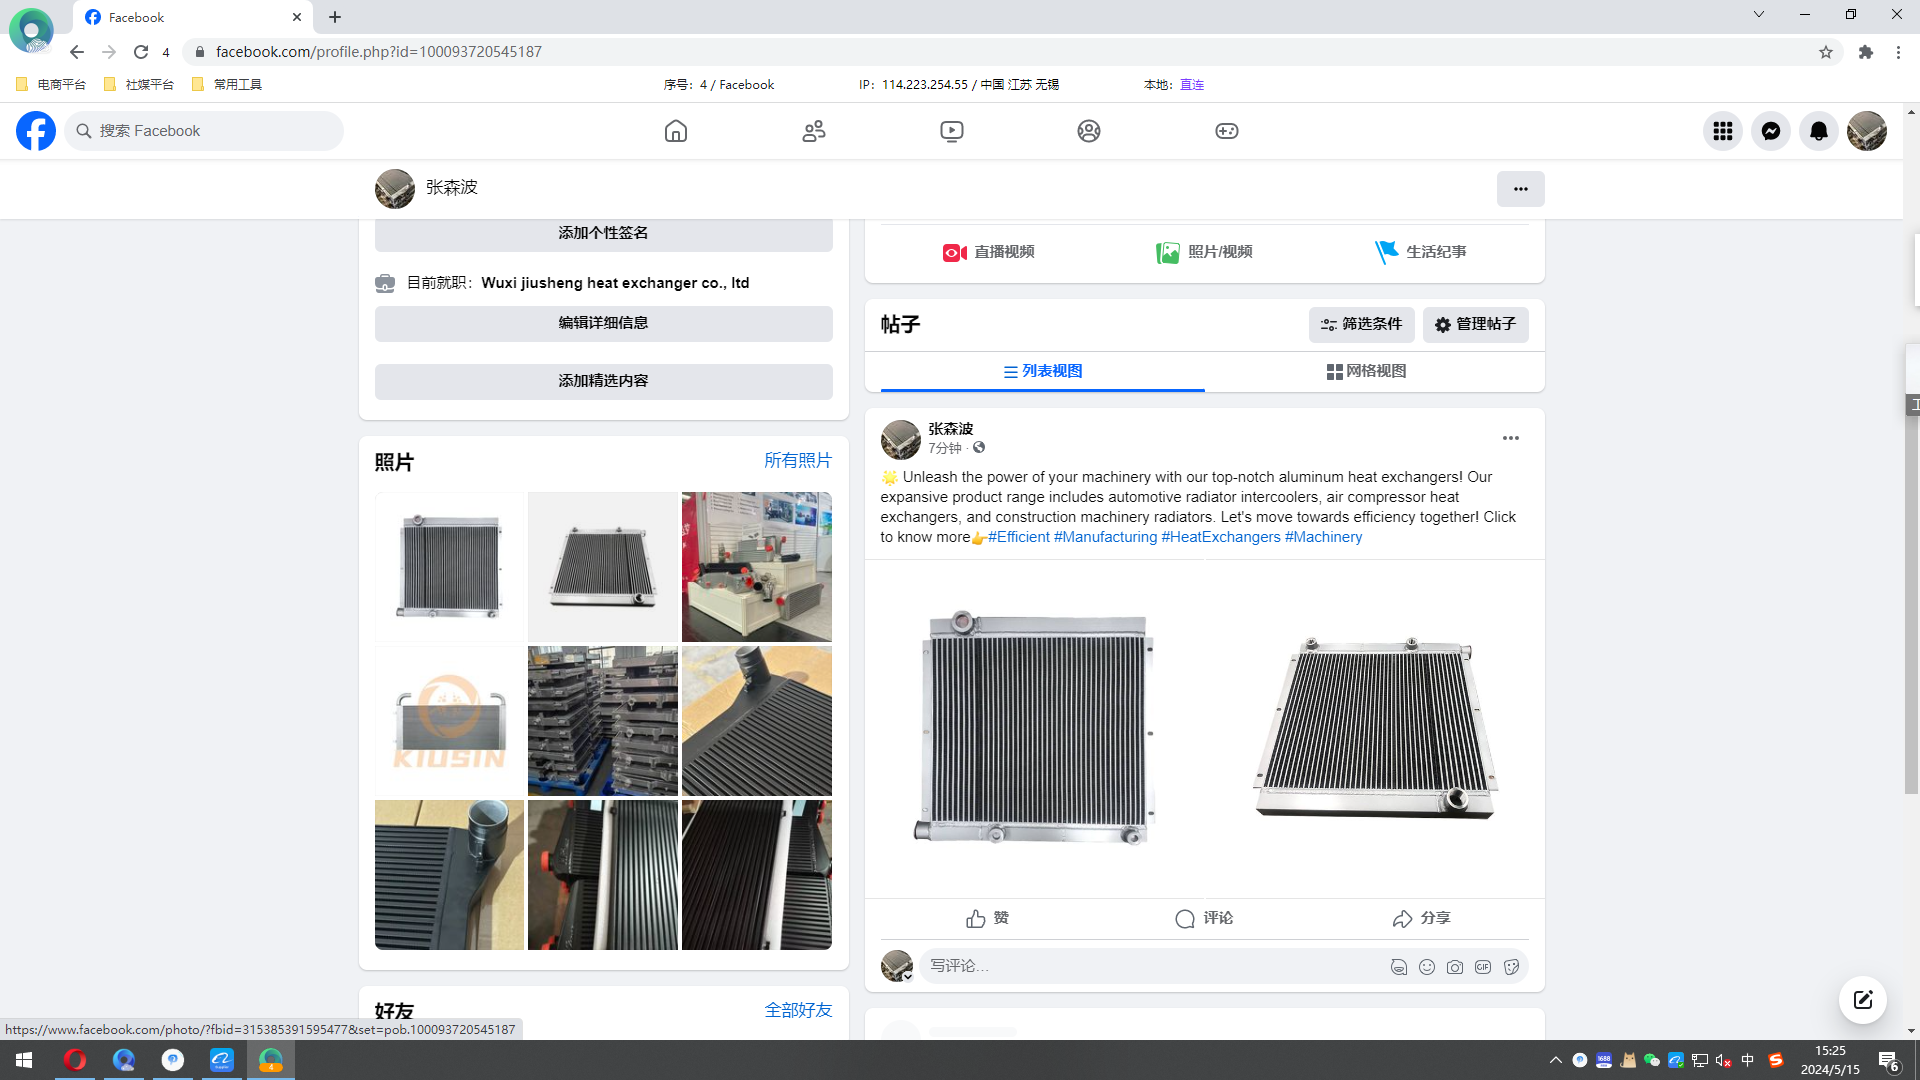 Facebook
4
facebook.com/profile.php?id=100093720545187
电商平台
社媒平台
常用工具
序号：4 / Facebook
IP：114.223.254.55 / 中国 江苏 无锡
本地：直连
搜索 Facebook
张森波
添加个性签名
目前就职：Wuxi jiusheng heat exchanger co., ltd
编辑详细信息
添加精选内容
照片
所有照片
KIUSIN
好友
全部好友
直播视频
照片/视频
生活纪事
帖子
筛选条件
管理帖子
列表视图
网格视图
张森波
7分钟 ·
🌟 Unleash the power of your machinery with our top-notch aluminum heat exchangers! Our
expansive product range includes automotive radiator intercoolers, air compressor heat
exchangers, and construction machinery radiators. Let's move towards efficiency together! Click
to know more👉#Efficient #Manufacturing #HeatExchangers #Machinery
赞
评论
分享
写评论…
GIF
https://www.facebook.com/photo/?fbid=315385391595477&set=pob.100093720545187
4
1688
中
15:25
2024/5/15
6